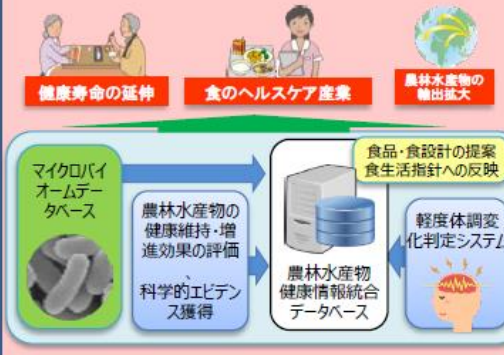 健康寿命の延伸
食のヘルスケア産業
農林水産物の
輸出拡大
マイクロバイ
オームデー
タベース
農林水産物の
健康維持・増
進効果の評価
、
科学的エビデン
ス獲得
農林水産物
健康情報統合
データベース
食品・食設計の提案
食生活指針への反映
軽度体調変
化判定システム